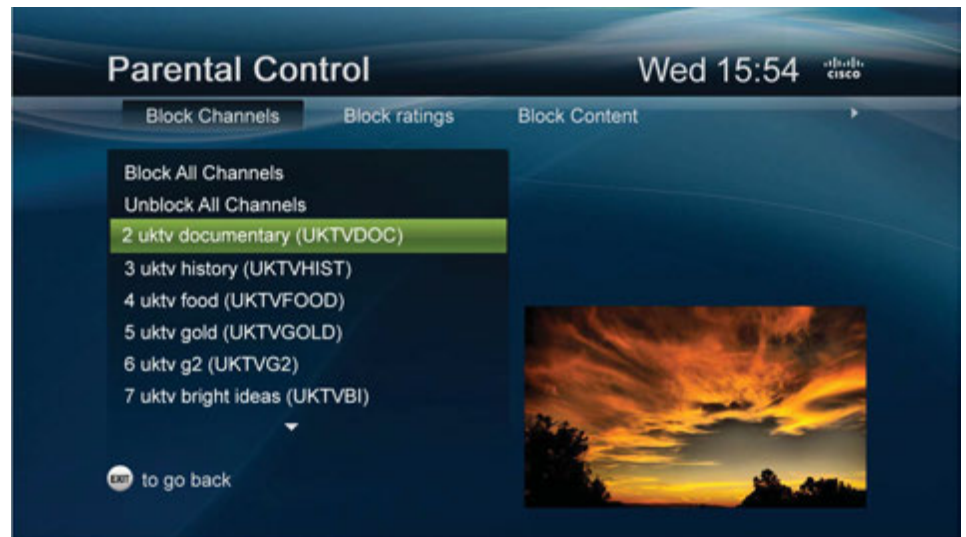 Parental Control
Wed 15:54
cisco
Block Channels
Block ratings
Block Content
Block All Channels
Unblock All Channels
2 uktv documentary (UKTVDOC)
3 uktv history (UKTVHIST)
4 uktv food (UKTVFOOD)
5 uktv gold (UKTVGOLD)
6 uktv g2 (UKTVG2)
7 uktv bright ideas (UKTVBI)
EXIT to go back